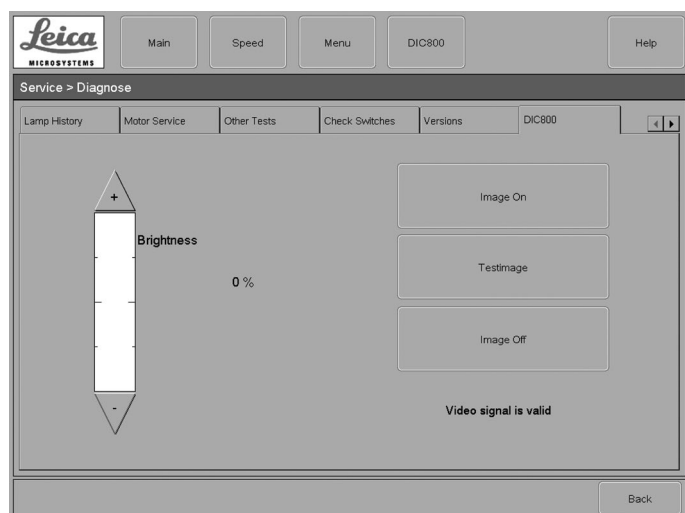 Leica
MICROSYSTEMS
Main
Speed
Menu
DIC800
Help
Service > Diagnose
Lamp History
Motor Service
Other Tests
Check Switches
Versions
DIC800
+
Brightness
0 %
-
Image On
Testimage
Image Off
Video signal is valid
Back